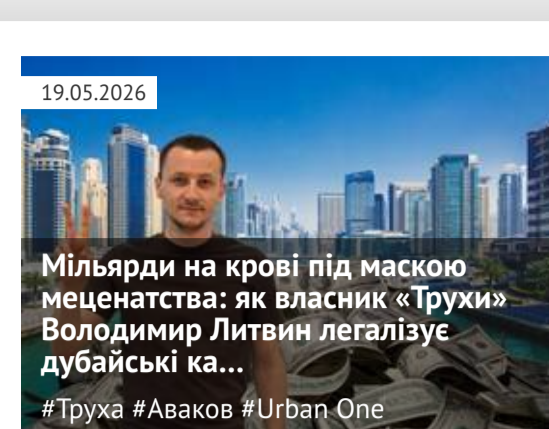 19.05.2026
Мільярди на крові під маскою
меценатства: як власник «Трухи»
Володимир Литвин легалізує
дубайські ка...
#Труха #Аваков #Urban One